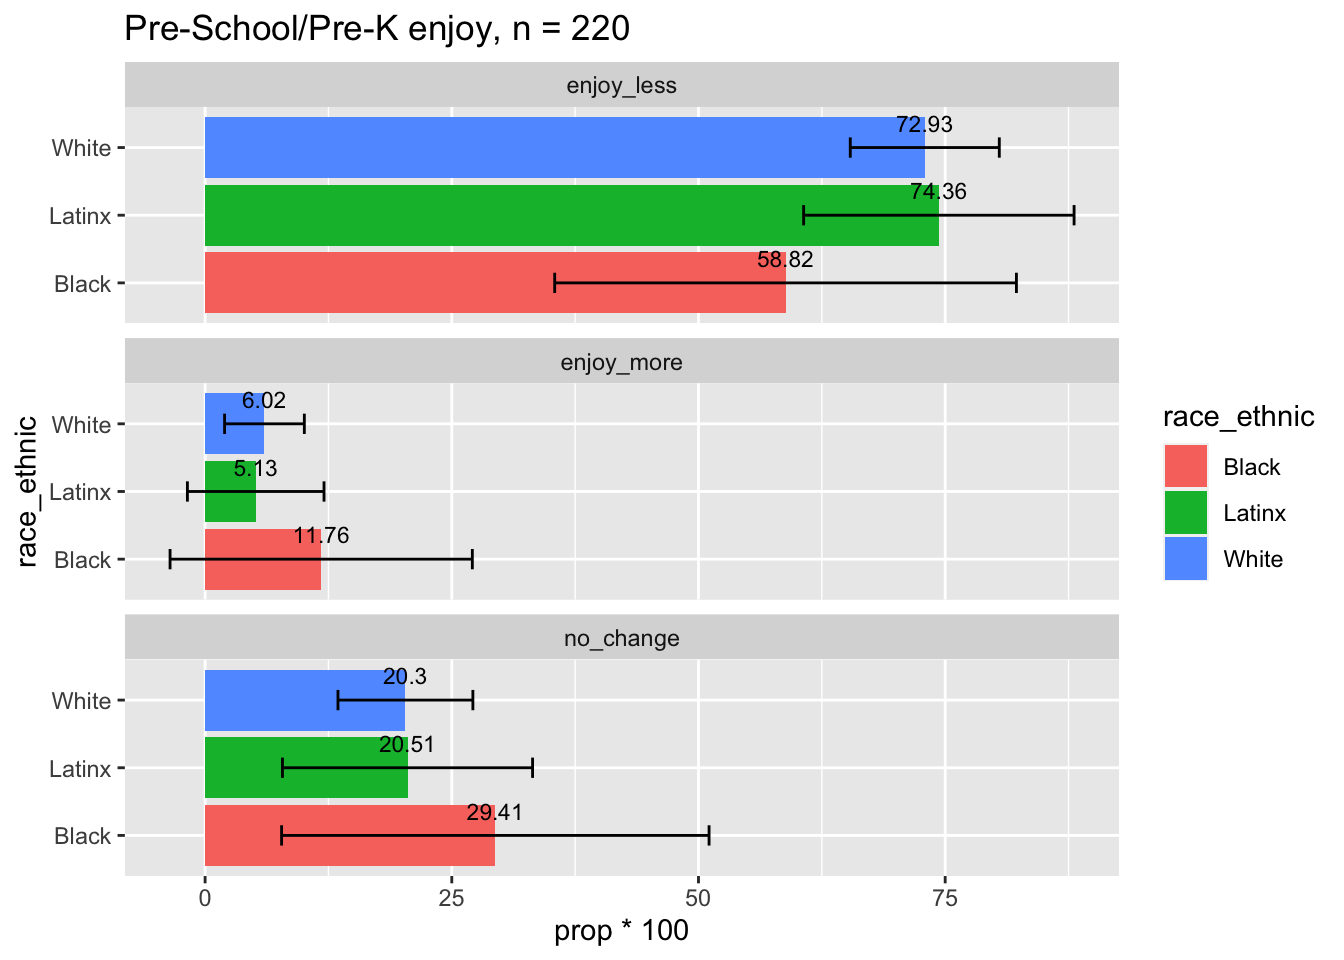 Pre-School/Pre-K enjoy, n = 220
enjoy_less
White
72.93
Latinx
74.36
Black
58.82
enjoy_more
White
6.02
Latinx
5.13
Black
11.76
no_change
White
20.3
Latinx
20.51
Black
29.41
0 25 50 75
prop * 100
race_ethnic
race_ethnic
Black
Latinx
White